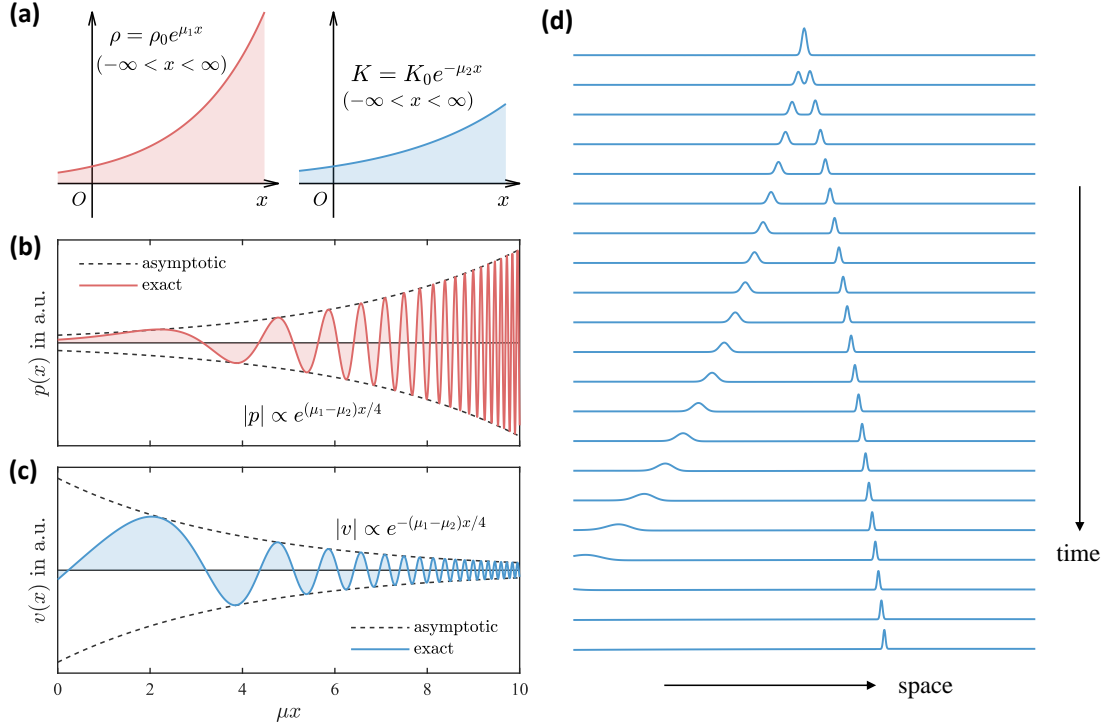 (a)
ρ = ρ₀e^{μ₁x}
(−∞ < x < ∞)
O
x
K = K₀e^{−μ₂x}
(−∞ < x < ∞)
O
x
(b)
asymptotic
exact
p(x) in a.u.
|p| ∝ e^{(μ₁−μ₂)x/4}
(c)
|v| ∝ e^{−(μ₁−μ₂)x/4}
v(x) in a.u.
asymptotic
exact
0 2 4 6 8 10
μx
(d)
time
space